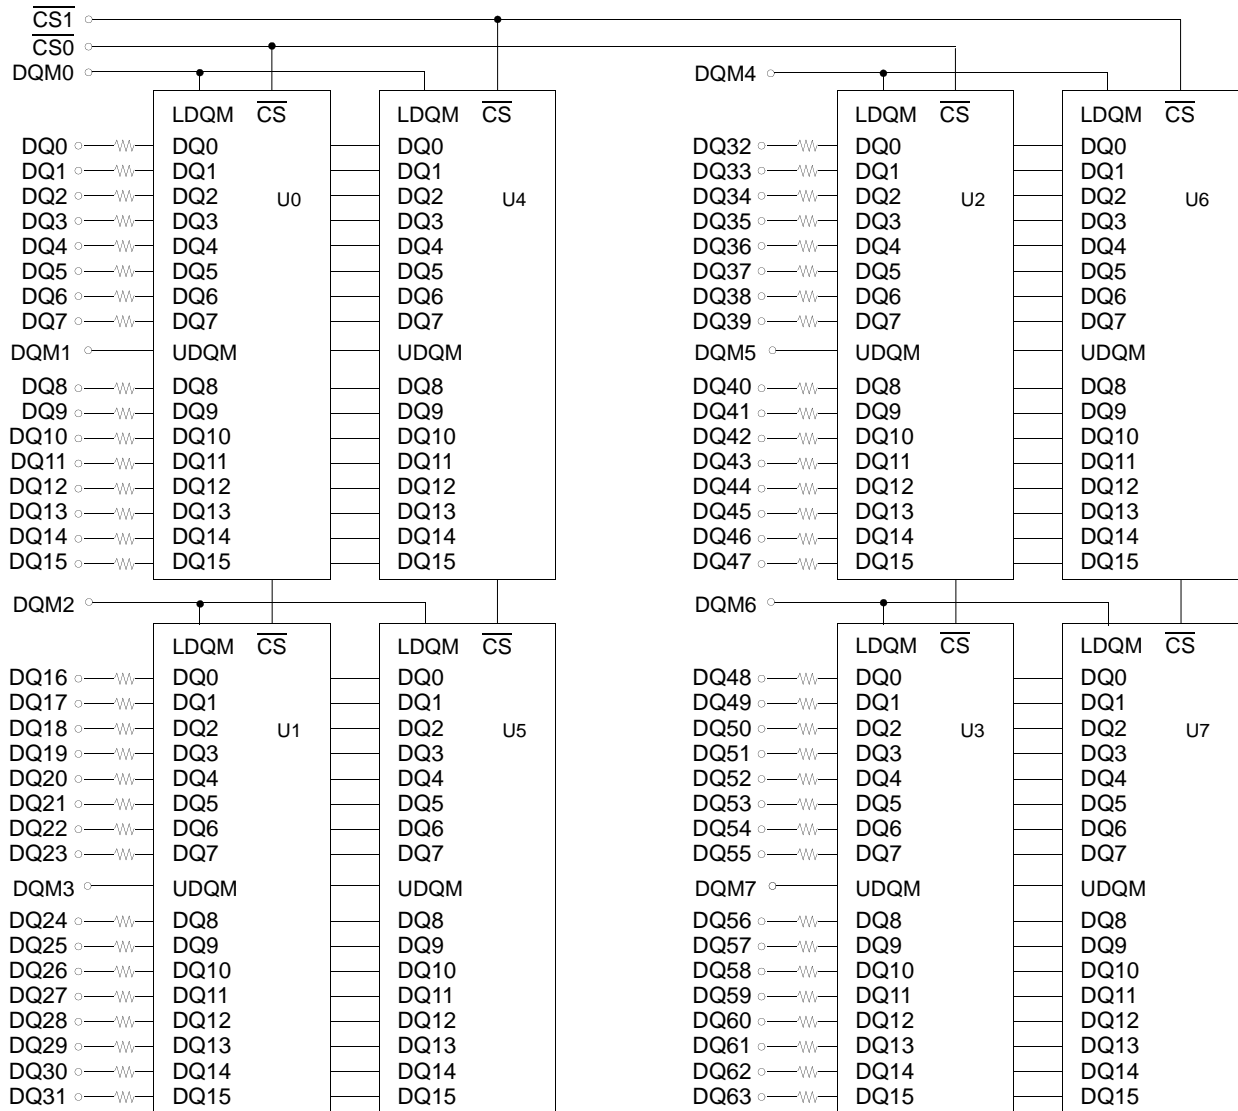 CS1
CS0
DQM0 DQM4
LDQM CS LDQM CS LDQM CS LDQM CS
DQ0 DQ0 DQ0 DQ32 DQ0 DQ0
DQ1 DQ1 DQ1 DQ33 DQ1 DQ1
DQ2 DQ2 U0 DQ2 U4 DQ34 DQ2 U2 DQ2 U6
DQ3 DQ3 DQ3 DQ35 DQ3 DQ3
DQ4 DQ4 DQ4 DQ36 DQ4 DQ4
DQ5 DQ5 DQ5 DQ37 DQ5 DQ5
DQ6 DQ6 DQ6 DQ38 DQ6 DQ6
DQ7 DQ7 DQ7 DQ39 DQ7 DQ7
DQM1 UDQM UDQM DQM5 UDQM UDQM
DQ8 DQ8 DQ8 DQ40 DQ8 DQ8
DQ9 DQ9 DQ9 DQ41 DQ9 DQ9
DQ10 DQ10 DQ10 DQ42 DQ10 DQ10
DQ11 DQ11 DQ11 DQ43 DQ11 DQ11
DQ12 DQ12 DQ12 DQ44 DQ12 DQ12
DQ13 DQ13 DQ13 DQ45 DQ13 DQ13
DQ14 DQ14 DQ14 DQ46 DQ14 DQ14
DQ15 DQ15 DQ15 DQ47 DQ15 DQ15
DQM2 DQM6
LDQM CS LDQM CS LDQM CS LDQM CS
DQ16 DQ0 DQ0 DQ48 DQ0 DQ0
DQ17 DQ1 DQ1 DQ49 DQ1 DQ1
DQ18 DQ2 U1 DQ2 U5 DQ50 DQ2 U3 DQ2 U7
DQ19 DQ3 DQ3 DQ51 DQ3 DQ3
DQ20 DQ4 DQ4 DQ52 DQ4 DQ4
DQ21 DQ5 DQ5 DQ53 DQ5 DQ5
DQ22 DQ6 DQ6 DQ54 DQ6 DQ6
DQ23 DQ7 DQ7 DQ55 DQ7 DQ7
DQM3 UDQM UDQM DQM7 UDQM UDQM
DQ24 DQ8 DQ8 DQ56 DQ8 DQ8
DQ25 DQ9 DQ9 DQ57 DQ9 DQ9
DQ26 DQ10 DQ10 DQ58 DQ10 DQ10
DQ27 DQ11 DQ11 DQ59 DQ11 DQ11
DQ28 DQ12 DQ12 DQ60 DQ12 DQ12
DQ29 DQ13 DQ13 DQ61 DQ13 DQ13
DQ30 DQ14 DQ14 DQ62 DQ14 DQ14
DQ31 DQ15 DQ15 DQ63 DQ15 DQ15